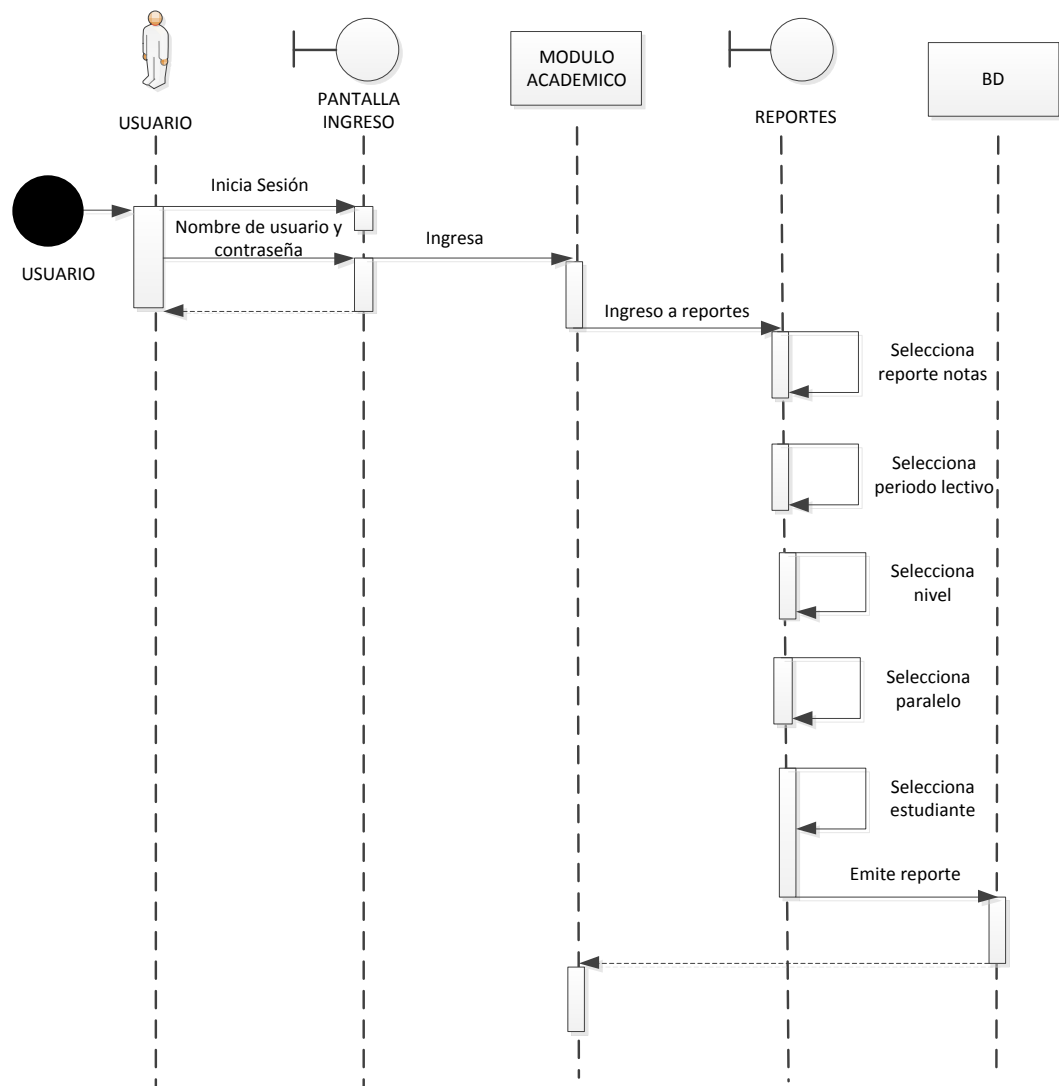 USUARIO
PANTALLA
INGRESO
MODULO
ACADEMICO
REPORTES
BD
USUARIO
Inicia Sesión
Nombre de usuario y
contraseña
Ingresa
Ingreso a reportes
Selecciona
reporte notas
Selecciona
periodo lectivo
Selecciona
nivel
Selecciona
paralelo
Selecciona
estudiante
Emite reporte